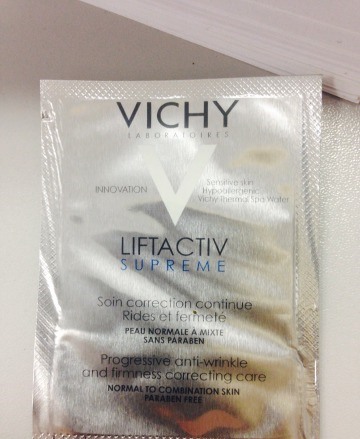 VICHY
LABORATOIRES
INNOVATION
Sensitive skin
Hypoallergenic
Vichy Thermal Spa Water
LIFTACTIV
SUPREME
Soin correction continue
Rides et fermeté
PEAU NORMALE À MIXTE
SANS PARABEN
Progressive anti-wrinkle
and firmness correcting care
NORMAL TO COMBINATION SKIN
PARABEN FREE